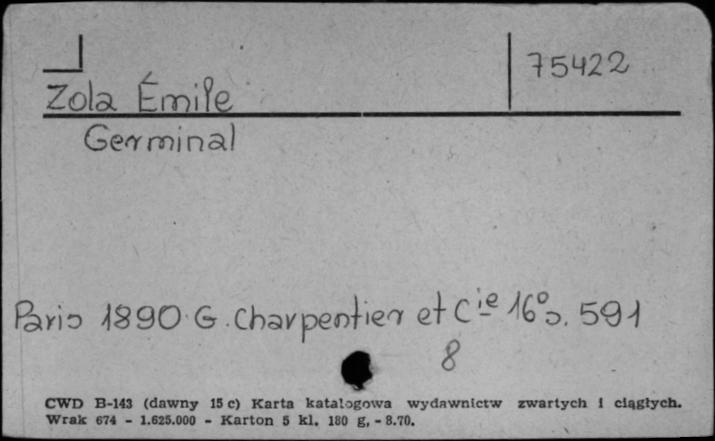 75422
Zola Émile
Germinal
Paris 1890 G. Charpentier et Cie 16° s. 591
8
CWD B-143 (dawny 15 c) Karta katalogowa wydawnictw zwartych i ciągłych.
Wrak 674 - 1.625.000 - Karton 5 kl. 180 g. - 8.70.